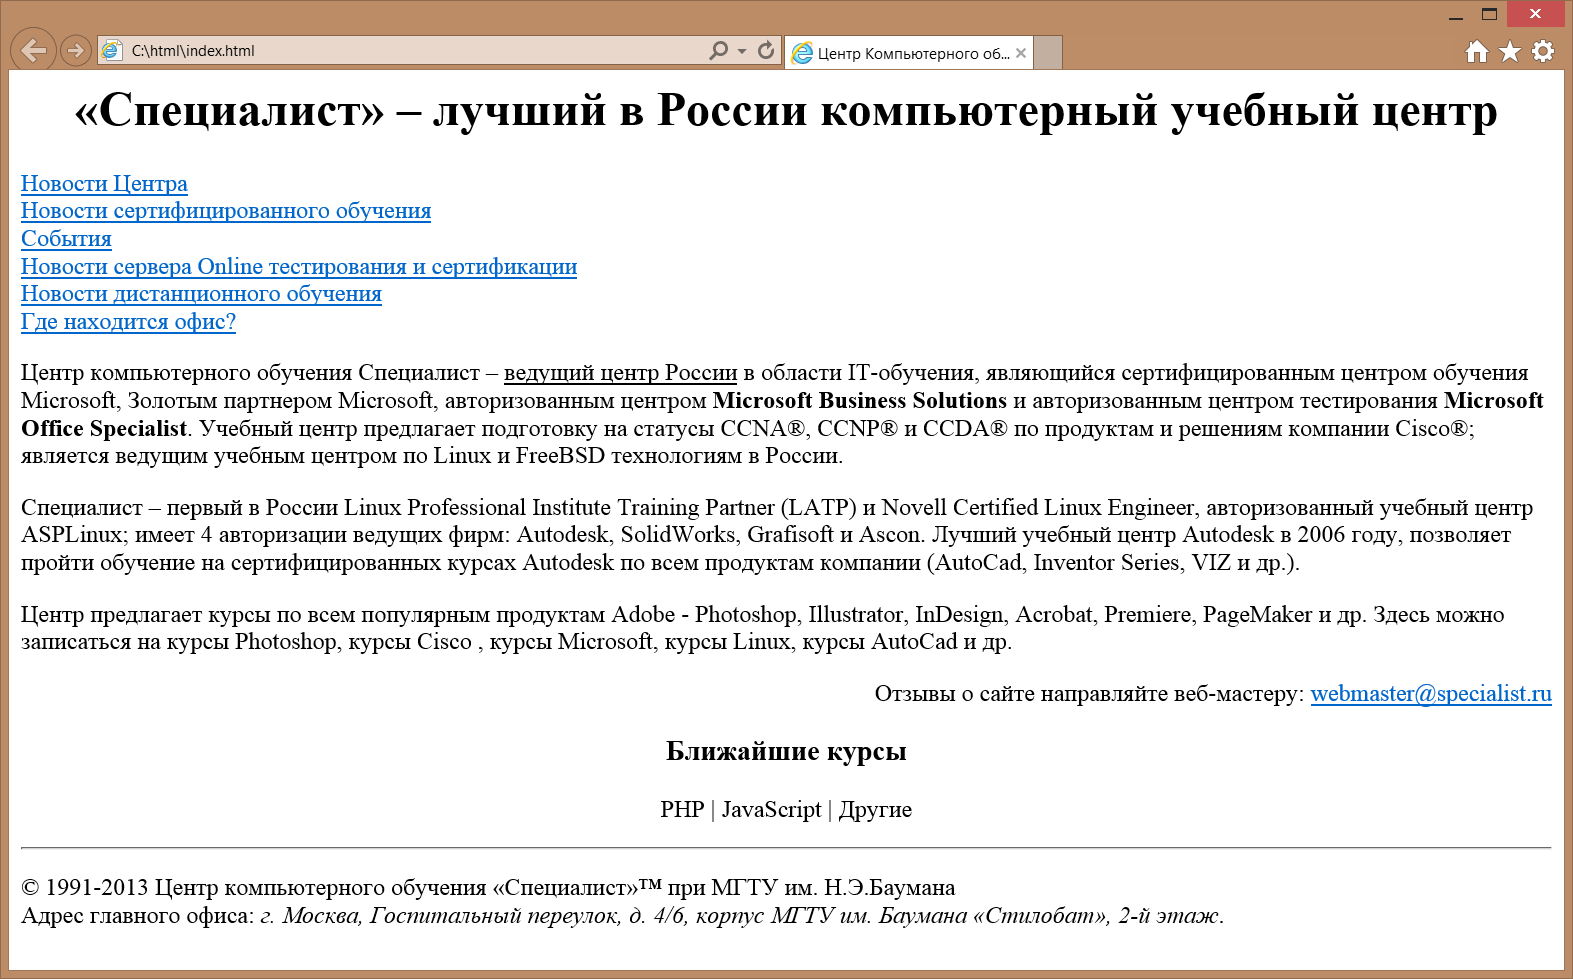 C:\html\index.html
Центр Компьютерного об...
«Специалист» – лучший в России компьютерный учебный центр
Новости Центра
Новости сертифицированного обучения
События
Новости сервера Online тестирования и сертификации
Новости дистанционного обучения
Где находится офис?
Центр компьютерного обучения Специалист – ведущий центр России в области IT-обучения, являющийся сертифицированным центром обучения
Microsoft, Золотым партнером Microsoft, авторизованным центром Microsoft Business Solutions и авторизованным центром тестирования Microsoft
Office Specialist. Учебный центр предлагает подготовку на статусы CCNA®, CCNP® и CCDA® по продуктам и решениям компании Cisco®;
является ведущим учебным центром по Linux и FreeBSD технологиям в России.
Специалист – первый в России Linux Professional Institute Training Partner (LATP) и Novell Certified Linux Engineer, авторизованный учебный центр
ASPLinux; имеет 4 авторизации ведущих фирм: Autodesk, SolidWorks, Grafisoft и Ascon. Лучший учебный центр Autodesk в 2006 году, позволяет
пройти обучение на сертифицированных курсах Autodesk по всем продуктам компании (AutoCad, Inventor Series, VIZ и др.).
Центр предлагает курсы по всем популярным продуктам Adobe - Photoshop, Illustrator, InDesign, Acrobat, Premiere, PageMaker и др. Здесь можно
записаться на курсы Photoshop, курсы Cisco , курсы Microsoft, курсы Linux, курсы AutoCad и др.
Отзывы о сайте направляйте веб-мастеру: webmaster@specialist.ru
Ближайшие курсы
PHP | JavaScript | Другие
© 1991-2013 Центр компьютерного обучения «Специалист»™ при МГТУ им. Н.Э.Баумана
Адрес главного офиса: г. Москва, Госпитальный переулок, д. 4/6, корпус МГТУ им. Баумана «Стилобат», 2-й этаж.